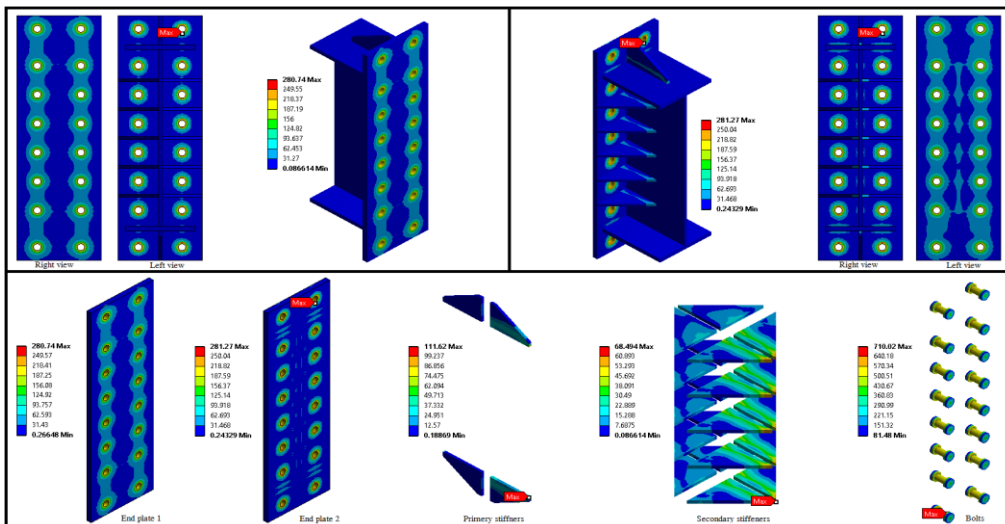 Max
280.74 Max
249.55
218.37
187.19
156
124.82
93.637
62.453
31.27
0.086614 Min
Right view
Left view
Max
281.27 Max
250.04
218.82
187.59
156.37
125.14
93.918
62.693
31.468
0.24329 Min
Max
Right view
Left view
280.74 Max
249.57
218.41
187.25
156.08
124.92
93.757
62.593
31.43
0.26648 Min
End plate 1
Max
281.27 Max
250.04
218.82
187.59
156.37
125.14
93.918
62.693
31.468
0.24329 Min
End plate 2
111.62 Max
99.237
86.856
74.475
62.094
49.713
37.332
24.951
12.57
0.18869 Min
Max
Primery stiffnrs
68.494 Max
60.893
53.293
45.692
38.091
30.49
22.889
15.288
7.6875
0.086614 Min
Max
Secondary stiffeners
710.02 Max
640.18
570.34
500.51
430.67
360.83
290.99
221.15
151.32
81.48 Min
Max
Bolts